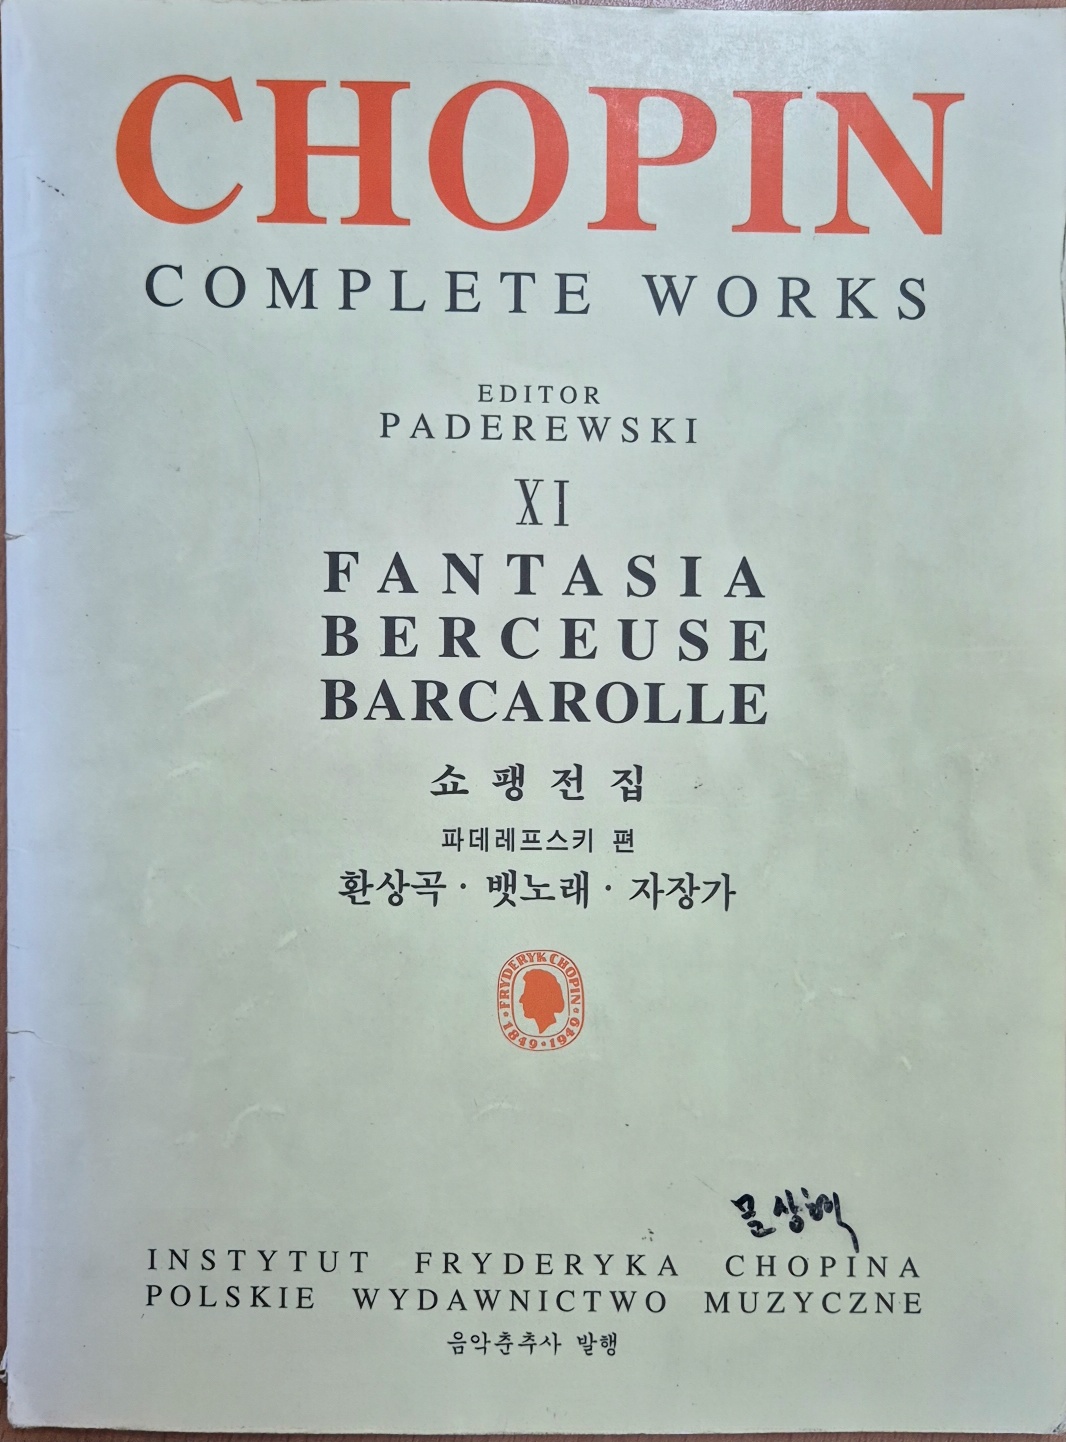 CHOPIN
COMPLETE WORKS
EDITOR
PADEREWSKI
XI
FANTASIA
BERCEUSE
BARCAROLLE
쇼팽전집
파데레프스키 편
환상곡 · 뱃노래 · 자장가
FRYDERYK CHOPIN
1849 · 1949
INSTYTUT FRYDERYKA CHOPINA
POLSKIE WYDAWNICTWO MUZYCZNE
음악춘추사 발행